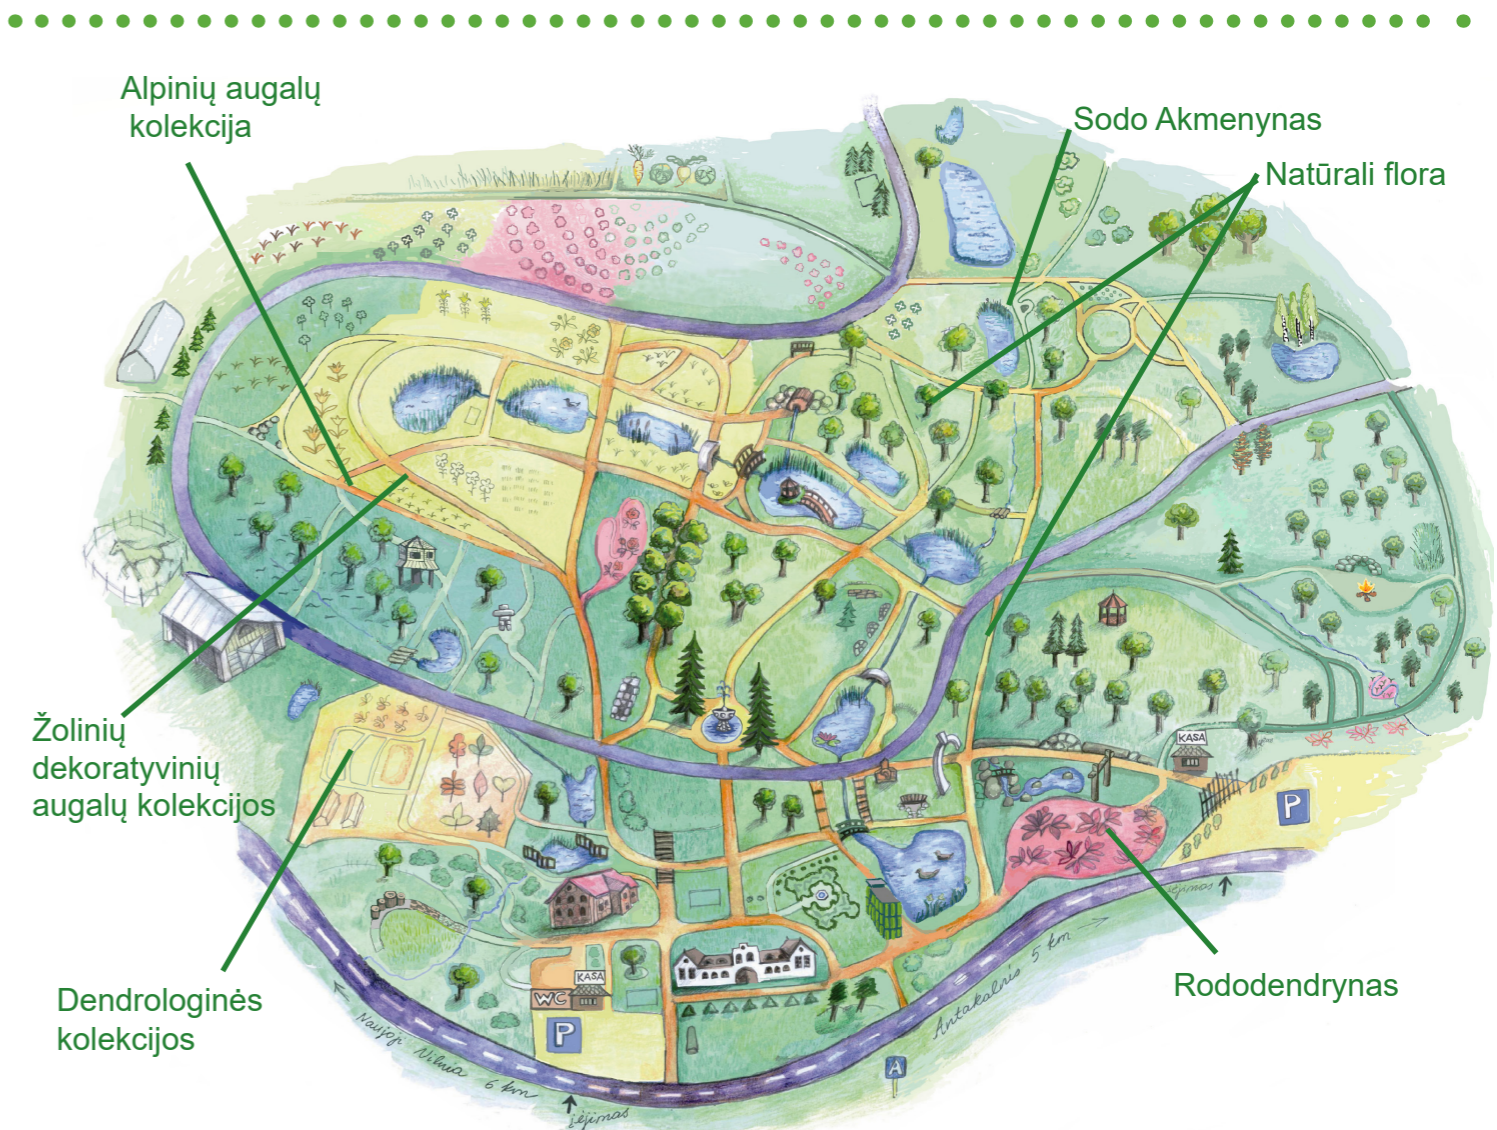 Alpinių augalų
kolekcija
Sodo Akmenynas
Natūrali flora
Žolinių
dekoratyvinių
augalų kolekcijos
KASA
P
įėjimas
Antakalnis 5 km
Rododendrynas
Dendrologinės
kolekcijos
KASA
WC
P
Naujoji Vilnia 6 km
A
įėjimas